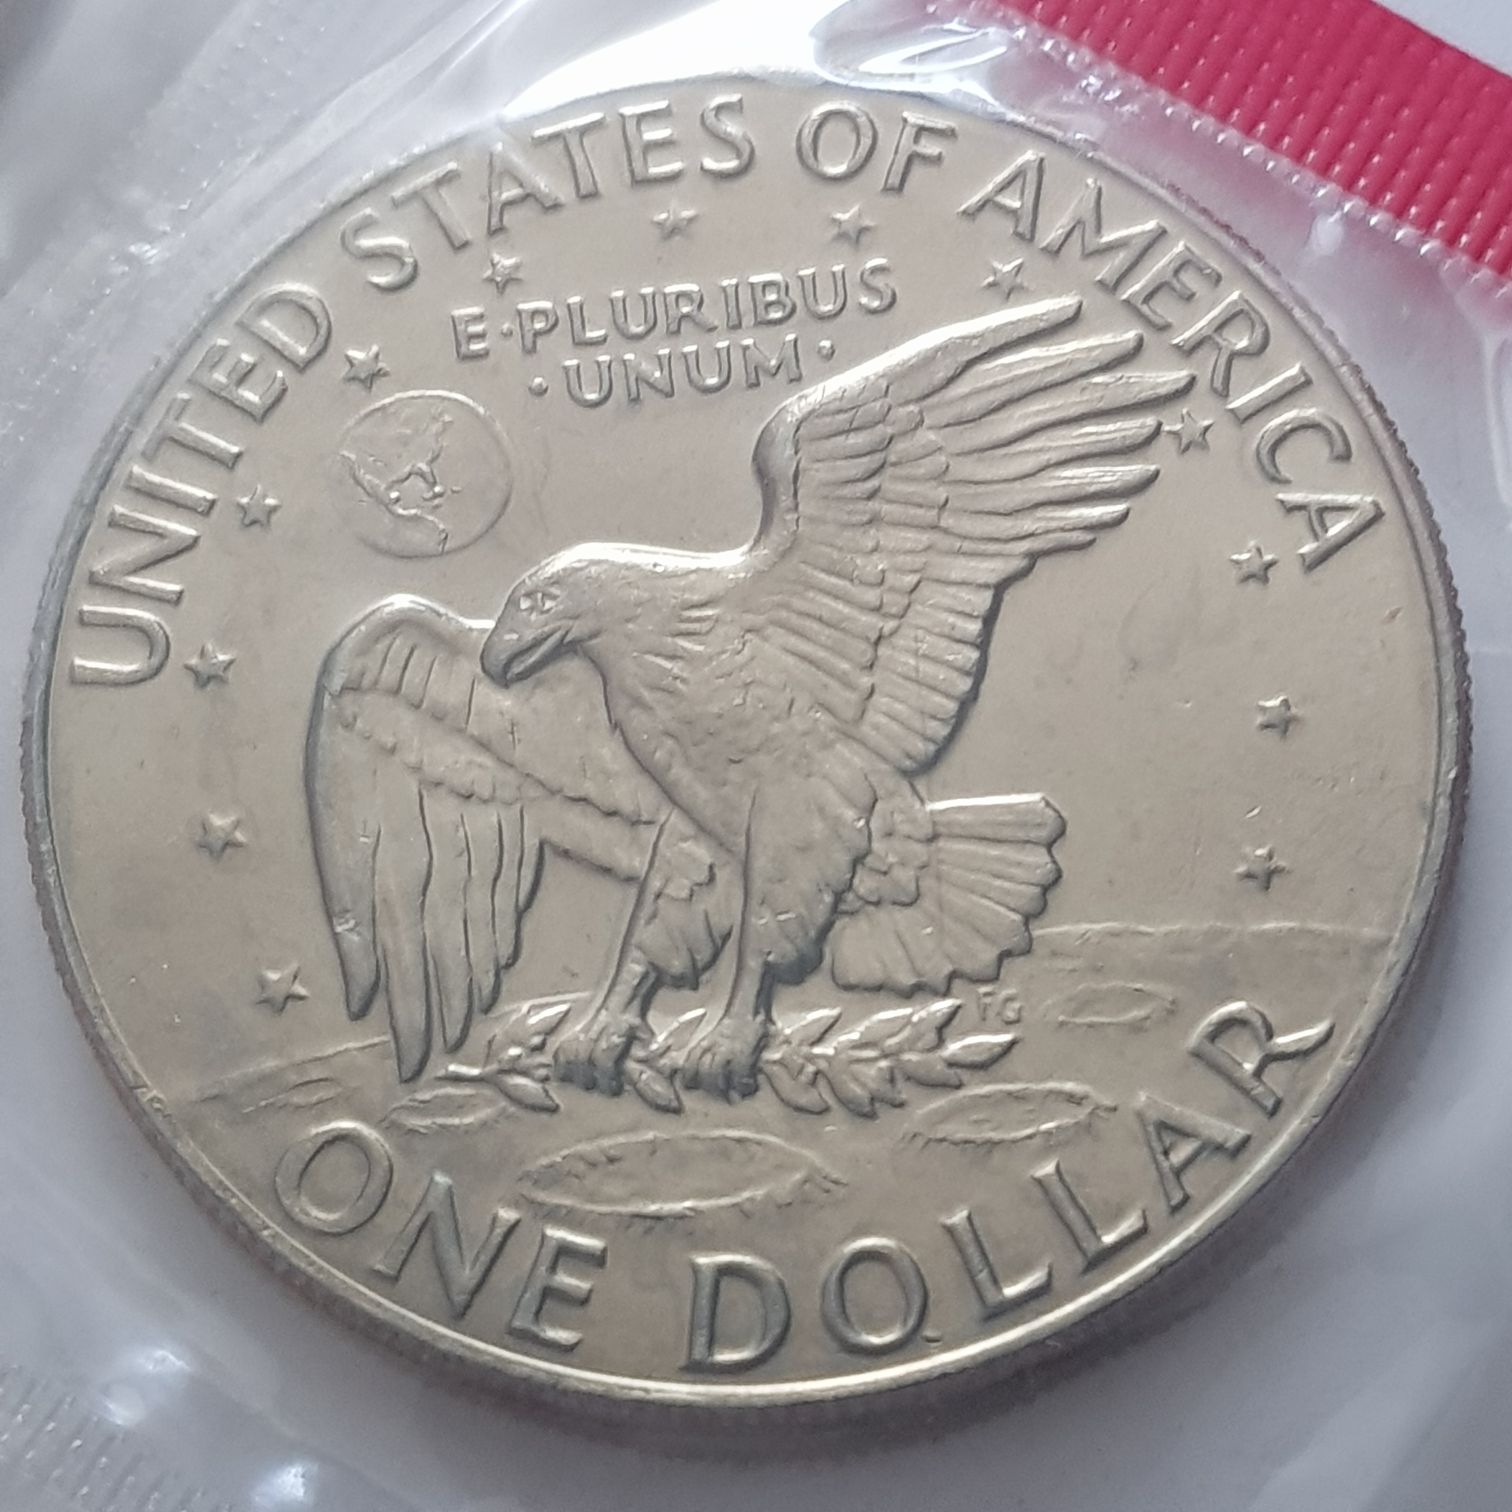 UNITED STATES OF AMERICA
E·PLURIBUS
·UNUM·
FG
ONE DOLLAR